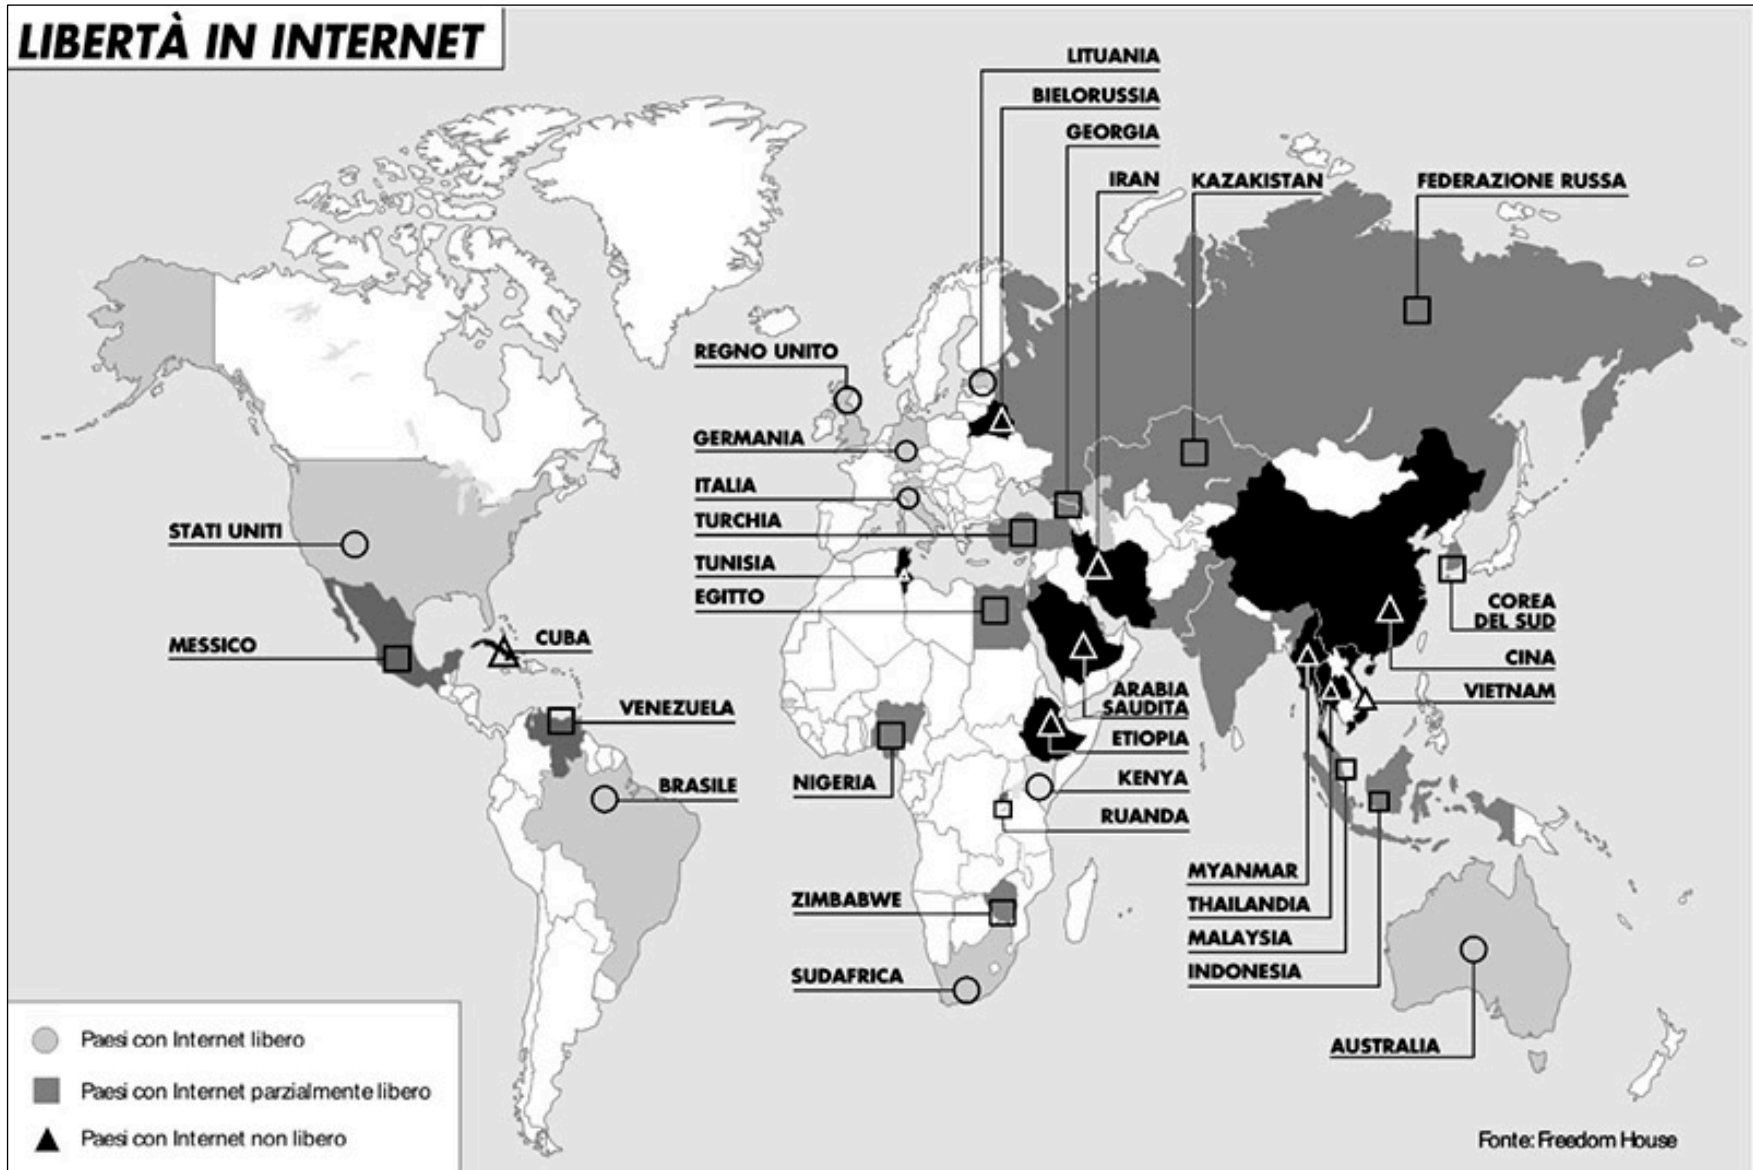 LIBERTÀ IN INTERNET
LITUANIA
BIELORUSSIA
GEORGIA
IRAN
KAZAKISTAN
FEDERAZIONE RUSSA
REGNO UNITO
GERMANIA
ITALIA
TURCHIA
TUNISIA
EGITTO
STATI UNITI
MESSICO
CUBA
VENEZUELA
BRASILE
NIGERIA
ZIMBABWE
SUDAFRICA
COREA
DEL SUD
CINA
VIETNAM
ARABIA
SAUDITA
ETIOPIA
KENYA
RUANDA
MYANMAR
THAILANDIA
MALAYSIA
INDONESIA
AUSTRALIA
Paesi con Internet libero
Paesi con Internet parzialmente libero
Paesi con Internet non libero
Fonte: Freedom House